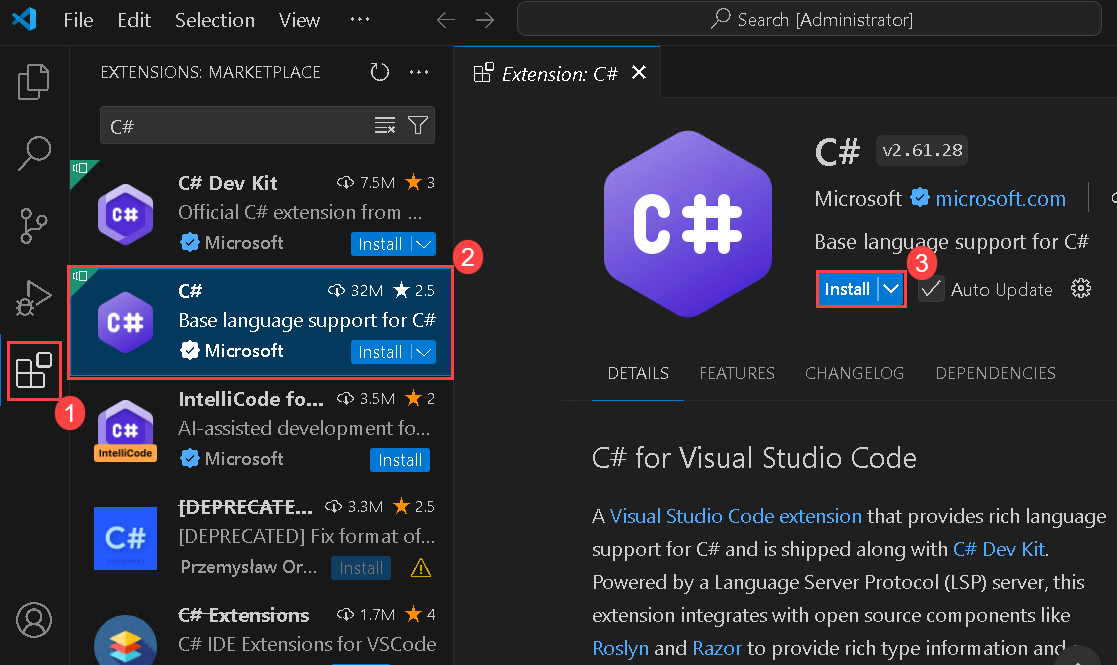 File Edit Selection View ··· Search [Administrator]
EXTENSIONS: MARKETPLACE
Extension: C#
C#
C# Dev Kit 7.5M 3
Official C# extension from ...
Microsoft Install
2
C# 32M 2.5
Base language support for C#
Microsoft Install
1
IntelliCode fo... 3.5M 2
AI-assisted development fo...
Microsoft Install
IntelliCode
[DEPRECATE... 3.3M 2.5
[DEPRECATED] Fix format of...
Przemysław Or... Install
C#
C# Extensions 1.7M 4
C# IDE Extensions for VSCode
C#
C# v2.61.28
Microsoft microsoft.com
Base language support for C#
3
Install Auto Update
DETAILS FEATURES CHANGELOG DEPENDENCIES
C# for Visual Studio Code
A Visual Studio Code extension that provides rich language
support for C# and is shipped along with C# Dev Kit.
Powered by a Language Server Protocol (LSP) server, this
extension integrates with open source components like
Roslyn and Razor to provide rich type information and